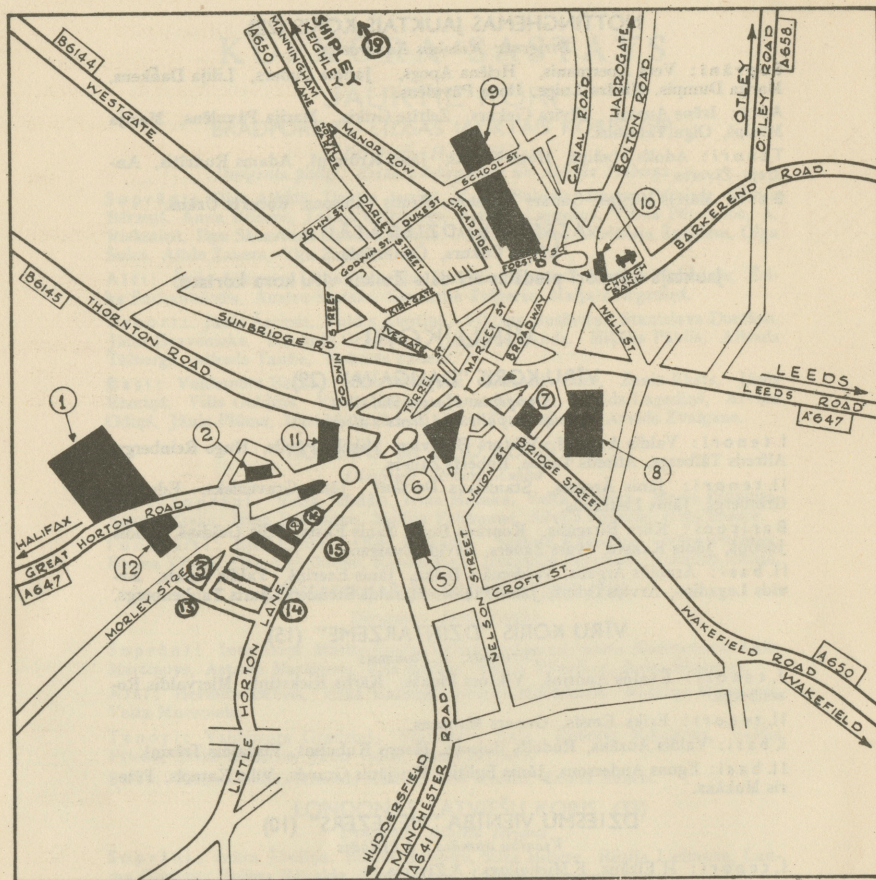 B6144
WESTGATE
A650
MANNINGHAM LANE
SHIPLEY
KEIGHLEY
19
MANOR ROW
9
SCHOOL ST.
CANAL ROAD
HARROGATE
BOLTON ROAD
OTLEY
OTLEY ROAD
A658
10
BARKEREND ROAD.
JOHN ST.
DARLEY STREET
DUKE ST
CHEAPSIDE
GODWIN ST.
FORSTER SQ.
CHURCH BANK
B6145
THORNTON ROAD.
SUNBRIDGE RD
GODWIN STREET
KIRKGATE
IVEGATE
TYRREL ST
MARKET ST
BROADWAY
NELL ST.
LEEDS
LEEDS ROAD
A647
1
2
11
6
7
8
UNION ST.
BRIDGE STREET
HALIFAX
GREAT HORTON ROAD.
A647
12
MORLEY STREET
3
13
15
14
5
NELSON STREET
CROFT ST.
LITTLE HORTON LANE
WAKEFIELD ROAD
A650
WAKEFIELD
HUDDERSFIELD
MANCHESTER ROAD.
A641